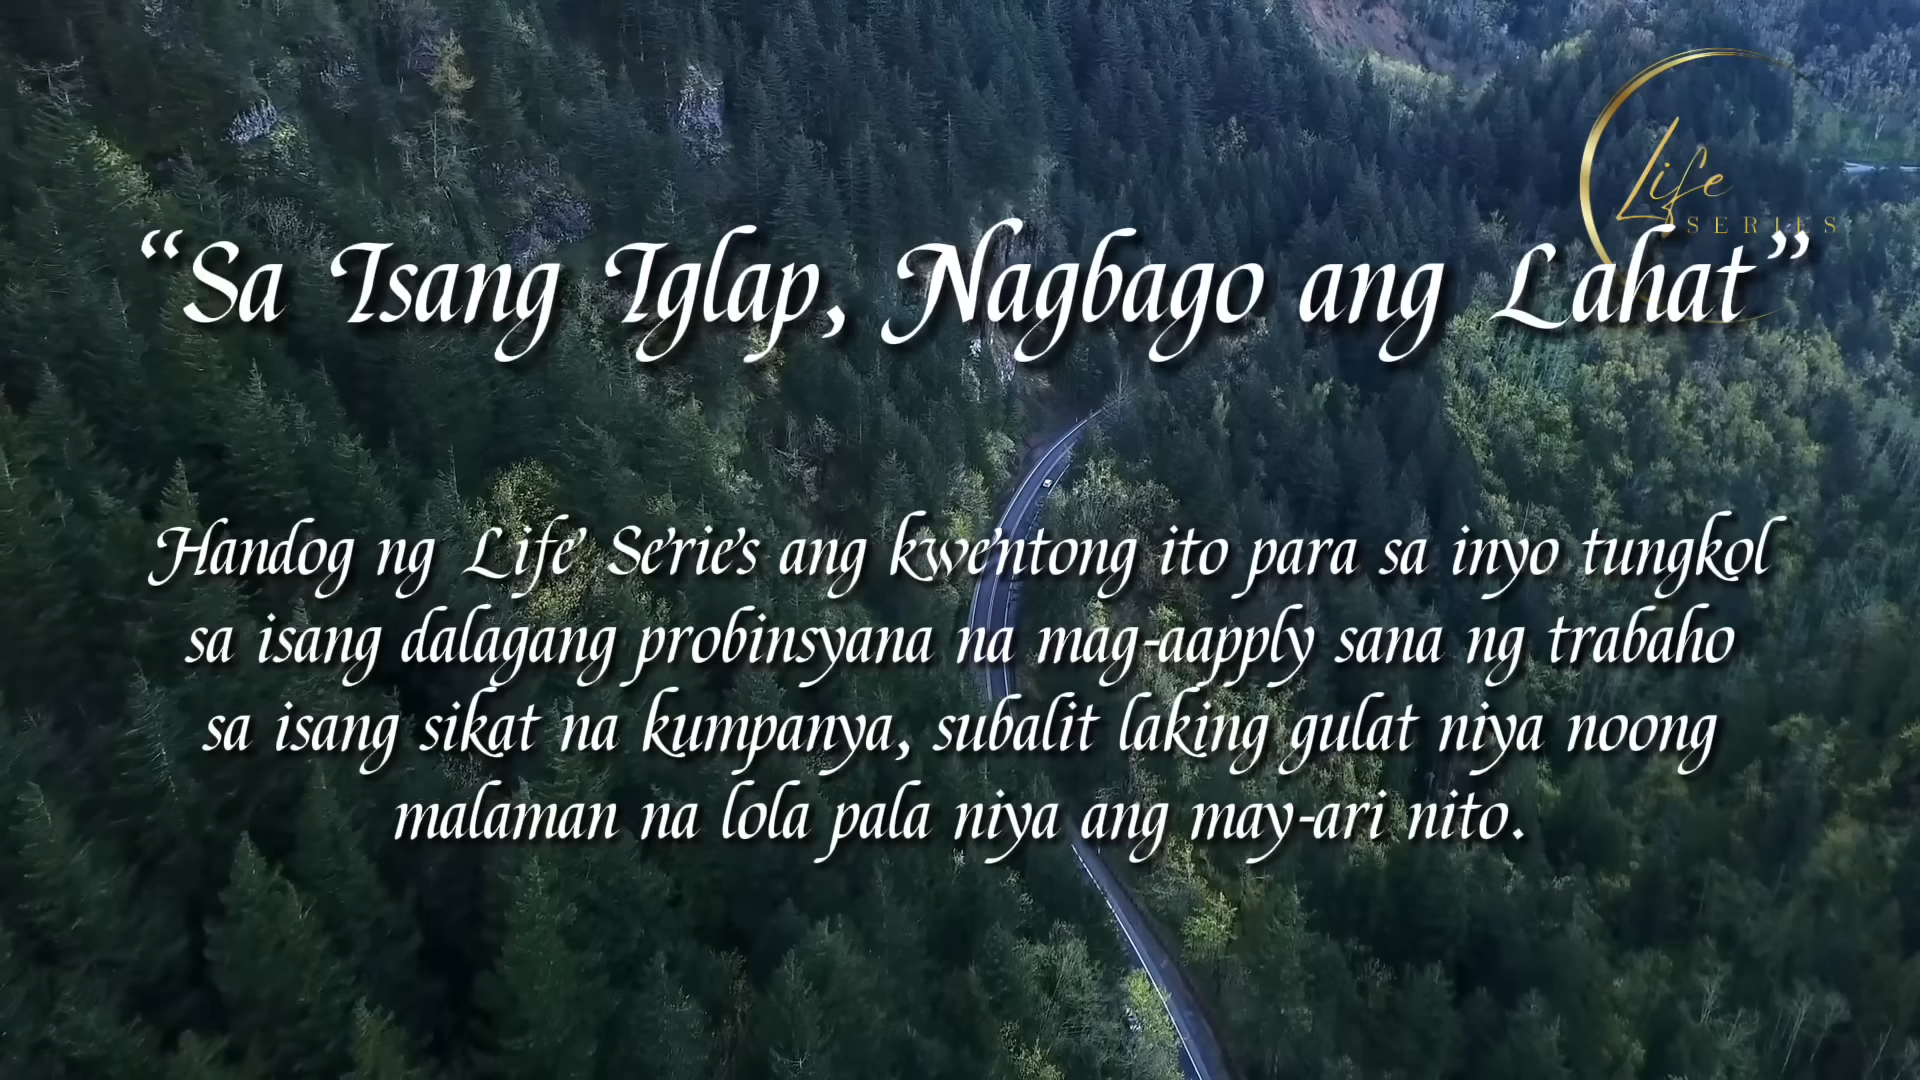 Life
SERIES
“Sa Isang Iglap, Nagbago ang Lahat”
Handog ng Life Series ang kwentong ito para sa inyo tungkol
sa isang dalagang probinsyana na mag-aapply sana ng trabaho
sa isang sikat na kumpanya, subalit laking gulat niya noong
malaman na lola pala niya ang may-ari nito.